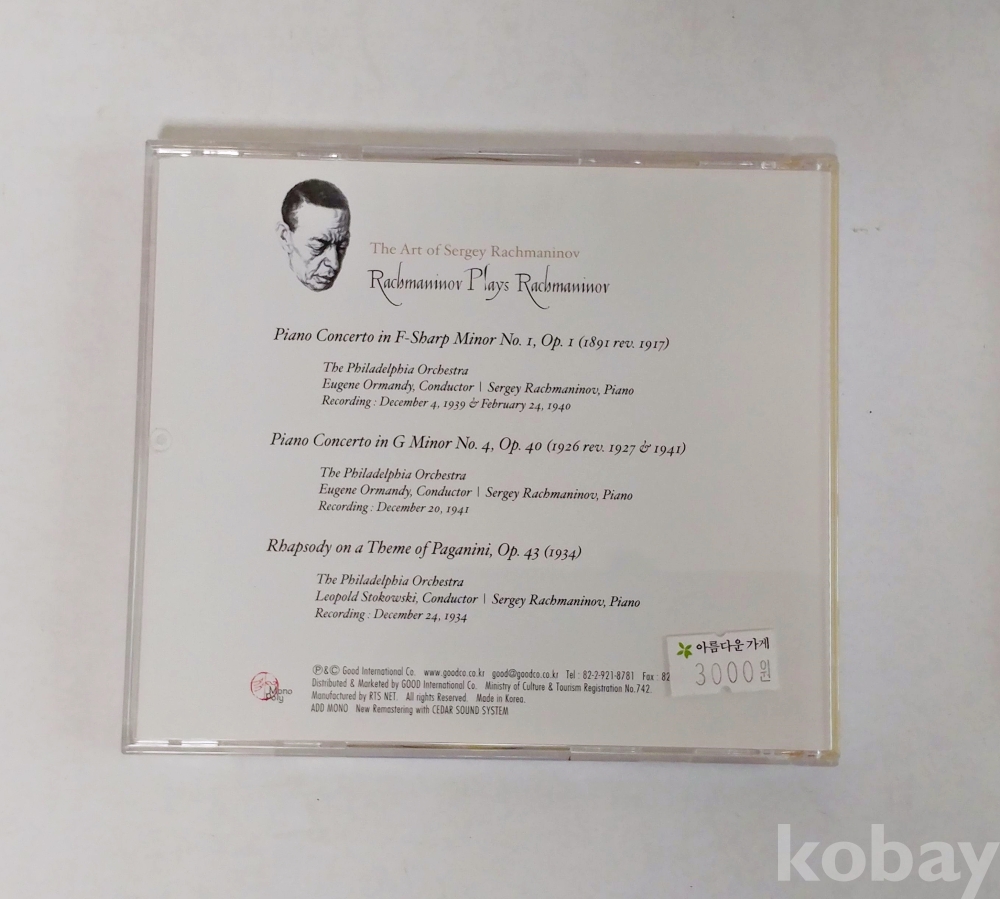 The Art of Sergey Rachmaninov
Rachmaninov Plays Rachmaninov
Piano Concerto in F-Sharp Minor No. 1, Op. 1 (1891 rev. 1917)
The Philadelphia Orchestra
Eugene Ormandy, Conductor | Sergey Rachmaninov, Piano
Recording : December 4, 1939 & February 24, 1940
Piano Concerto in G Minor No. 4, Op. 40 (1926 rev. 1927 & 1941)
The Philadelphia Orchestra
Eugene Ormandy, Conductor | Sergey Rachmaninov, Piano
Recording : December 20, 1941
Rhapsody on a Theme of Paganini, Op. 43 (1934)
The Philadelphia Orchestra
Leopold Stokowski, Conductor | Sergey Rachmaninov, Piano
Recording : December 24, 1934
아름다운 가게
3000원
℗&© Good International Co. www.goodco.co.kr good@goodco.co.kr Tel : 82-2-921-8781 Fax : 82
Distributed & Marketed by GOOD International Co. Ministry of Culture & Tourism Registration No.742.
Manufactured by RTS NET. All rights Reserved. Made in Korea.
ADD MONO New Remastering with CEDAR SOUND SYSTEM
Mono
Poly
kobay